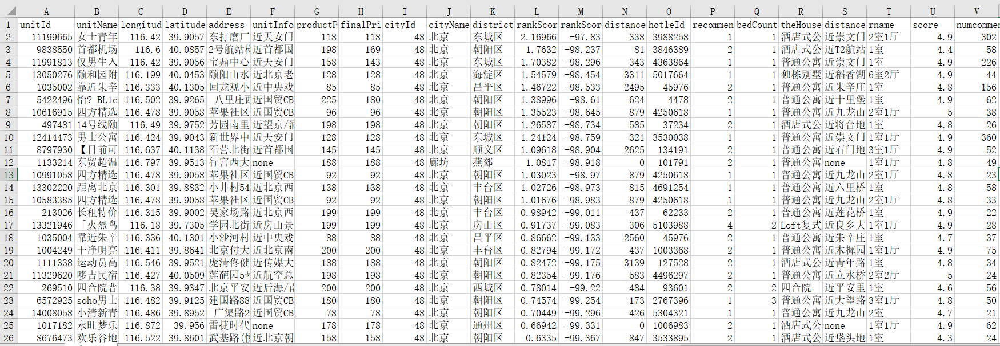 A B C D E F G H I J K L M N O P Q R S T U V
1 unitId unitName longitud latitude address unitInfo productP finalPri cityId cityName district rankScor rankScor distance hotleId recommen bedCount theHouse distance rname score numcomme
2 11199665 女士青年 116.42 39.9057 东打磨厂 近天安门 118 118 48 北京 东城区 2.16966 -97.83 338 3988258 1 1 酒店式公 近崇文门 2室1厅 4.9 302
3 9838550 首都机场 116.6 40.0857 2号航站楼 近首都国 198 169 48 北京 朝阳区 1.7632 -98.237 81 3846389 2 1 酒店式公 近T2航站 1室 4.4 58
4 11991813 仅男生入 116.42 39.9056 宝鼎中心 近天安门 158 143 48 北京 东城区 1.70382 -98.296 343 4363864 1 1 普通公寓 近崇文门 1室 4.9 226
5 13050276 颐和园附 116.199 40.0453 颐阳山水 近北京老 128 128 48 北京 海淀区 1.54579 -98.454 3311 5017664 1 1 独栋别墅 近稻香湖 6室2厅 4.9 44
6 1035002 靠近朱辛 116.333 40.1305 回龙观小 近中央戏 85 85 48 北京 昌平区 1.46722 -98.533 2495 45976 2 1 普通公寓 近朱辛庄 1室 4.8 156
7 5422496 怡? BL1c 116.502 39.9265 八里庄西 近国贸CB 225 180 48 北京 朝阳区 1.38996 -98.61 624 4478 2 1 普通公寓 近十里堡 1室 4.9 62
8 10616915 四方精选 116.478 39.9058 苹果社区 近国贸CB 96 96 48 北京 朝阳区 1.35523 -98.645 879 4250618 1 1 普通公寓 近九龙山 2室1厅 5 38
9 497481 14号线颐 116.49 39.9752 芳园南里 近望京/酒 198 198 48 北京 朝阳区 1.26587 -98.734 585 37234 2 1 酒店式公 近将台地 1室 4.8 26
10 12414473 男士公寓 116.424 39.9043 新世界中 近天安门 128 128 48 北京 东城区 1.24124 -98.759 321 3530038 1 1 普通公寓 近崇文门 1室1厅 4.9 360
11 8797930 【目前可 116.637 40.1138 军营北街 近首都国 145 145 48 北京 顺义区 1.09618 -98.904 2625 134191 2 1 普通公寓 近石门地 3室1厅 4.9 52
12 1133214 东贸超温 116.797 39.9513 行宫西大 none 188 188 48 廊坊 燕郊 1.0817 -98.918 0 101791 2 1 普通公寓 none 1室1厅 4.8 49
13 10991058 四方精选 116.478 39.9058 苹果社区 近国贸CB 92 92 48 北京 朝阳区 1.03023 -98.97 879 4250618 1 1 普通公寓 近九龙山 2室1厅 4.8 23
14 13302220 距离北京 116.301 39.8832 小井村54 近北京西 138 138 48 北京 丰台区 1.02726 -98.973 815 4691254 1 1 普通公寓 近六里桥 1室 4.8 58
15 10583385 四方精选 116.478 39.9058 苹果社区 近国贸CB 92 92 48 北京 朝阳区 1.01676 -98.983 879 4250618 1 1 普通公寓 近九龙山 2室1厅 4.8 33
16 213026 长租特价 116.315 39.9002 吴家场路 近北京西 199 199 48 北京 丰台区 0.98942 -99.011 437 62233 2 1 普通公寓 近莲花桥 1室 4.9 22
17 13321946 「火烈鸟 116.18 39.7305 学园北街 近房山景 199 199 48 北京 房山区 0.91737 -99.083 306 5103988 4 2 Loft复式 近良乡大 1室1厅 4.9 28
18 1035004 靠近朱辛 116.336 40.1301 小沙河村 近中央戏 88 88 48 北京 昌平区 0.86662 -99.133 2560 45976 2 1 普通公寓 近朱辛庄 1室 4.7 37
19 1004249 干净明亮 116.411 39.8641 北京付大 近北京南 200 200 48 北京 丰台区 0.82794 -99.172 437 1003368 2 1 普通公寓 近木樨园 1室1厅 4.9 75
20 1111338 运动员高 116.546 39.9521 庞清佟健 近传媒大 188 188 48 北京 朝阳区 0.82472 -99.175 3139 127528 2 1 酒店式公 近青年路 1室 4.8 34
21 11329620 哆吉民宿 116.427 40.0509 莲葩园5号 近航空总 198 198 48 北京 朝阳区 0.82354 -99.176 583 4496297 2 1 普通公寓 近立水桥 2室2厅 5 24
22 269510 四合院普 116.38 39.9347 北京平安 近后海/南 200 200 48 北京 西城区 0.78014 -99.22 484 93601 2 2 四合院 近平安里 1室 4.6 56
23 6572925 soho男士 116.482 39.9125 建国路88 近国贸CB 180 180 48 北京 朝阳区 0.74574 -99.254 173 2767396 1 3 普通公寓 近大望路 3室1厅 4.8 50
24 14008058 小清新青 116.486 39.8952 广渠路2 近国贸CB 78 78 48 北京 朝阳区 0.70449 -99.296 426 5304321 1 1 普通公寓 近九龙山 2室 4.7 21
25 1017182 永旺梦乐 116.872 39.956 雷捷时代 none 178 178 48 北京 通州区 0.66942 -99.331 0 1006983 2 1 酒店式公 none 1室1厅 4.9 62
26 8676473 欢乐谷地 116.522 39.8601 武基路(忄 近北京朝 158 158 48 北京 朝阳区 0.6335 -99.367 847 3533895 2 1 酒店式公 近垡头地 1室 4.3 24